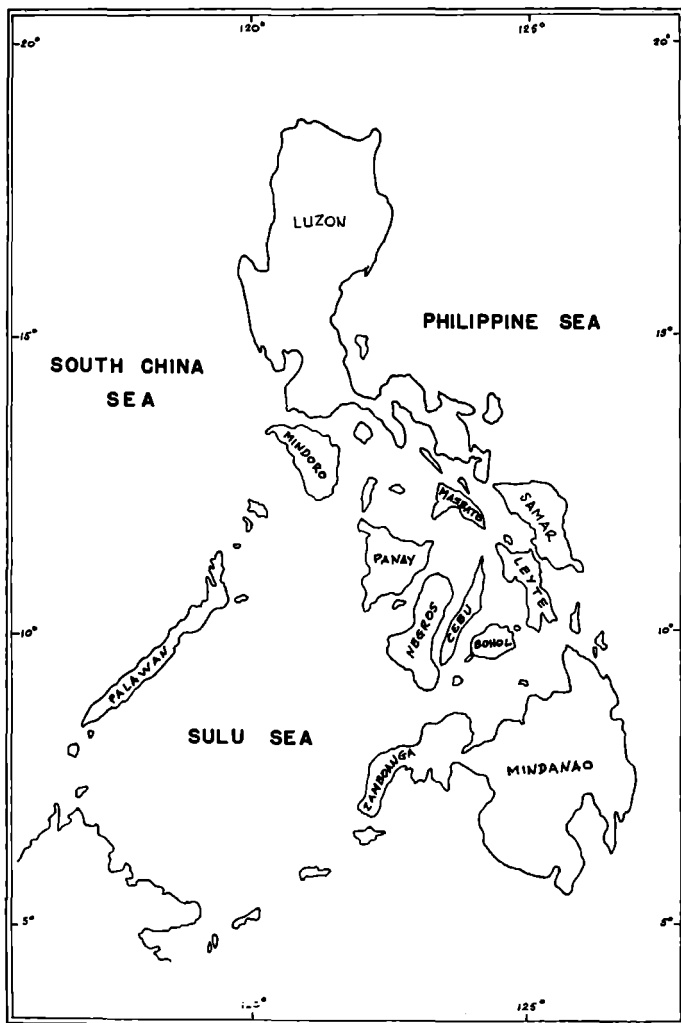 120°
125°
20°
20°
LUZON
PHILIPPINE SEA
15°
15°
SOUTH CHINA
SEA
MINDORO
MASBATE
SAMAR
PANAY
LEYTE
NEGROS
CEBU
BOHOL
10°
10°
PALAWAN
SULU SEA
ZAMBOANGA
MINDANAO
5°
5°
120°
125°